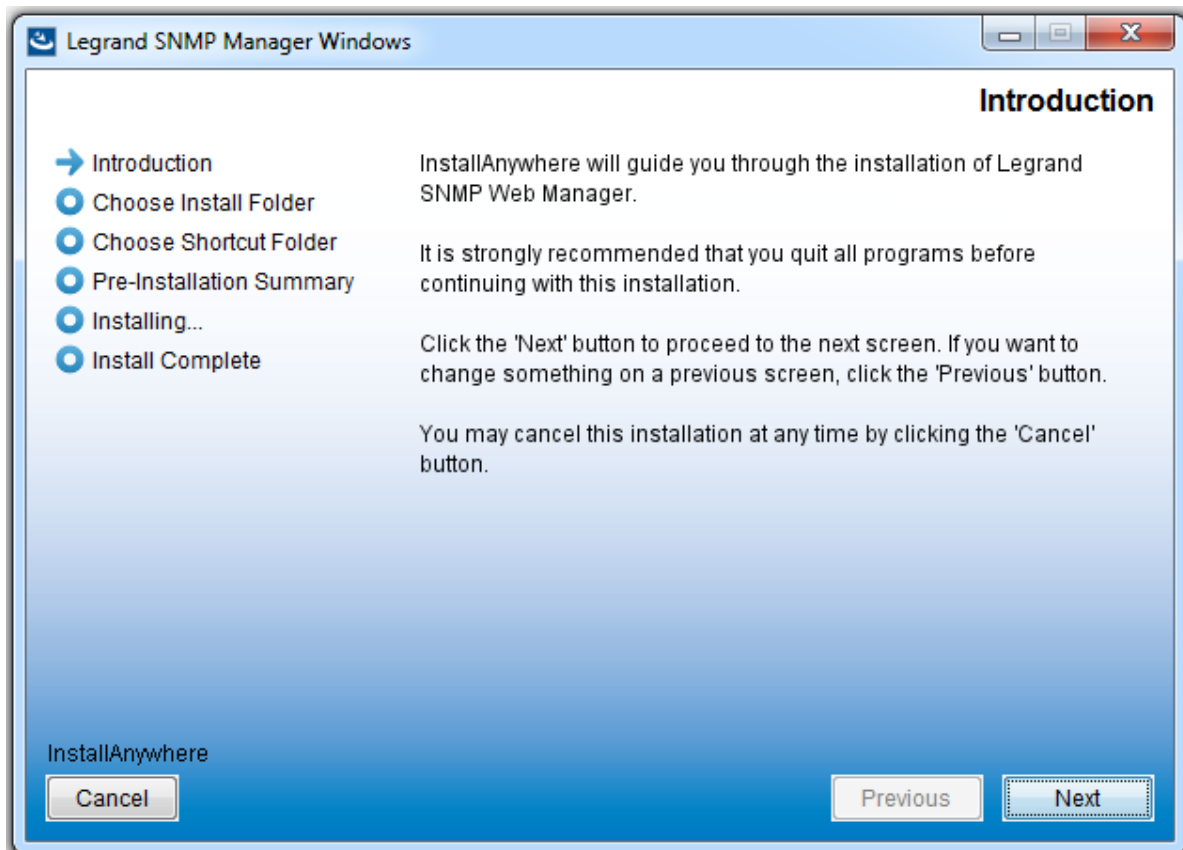 Legrand SNMP Manager Windows
Introduction
Introduction
Choose Install Folder
Choose Shortcut Folder
Pre-Installation Summary
Installing...
Install Complete
InstallAnywhere will guide you through the installation of Legrand
SNMP Web Manager.
It is strongly recommended that you quit all programs before
continuing with this installation.
Click the 'Next' button to proceed to the next screen. If you want to
change something on a previous screen, click the 'Previous' button.
You may cancel this installation at any time by clicking the 'Cancel'
button.
InstallAnywhere
Cancel
Previous
Next